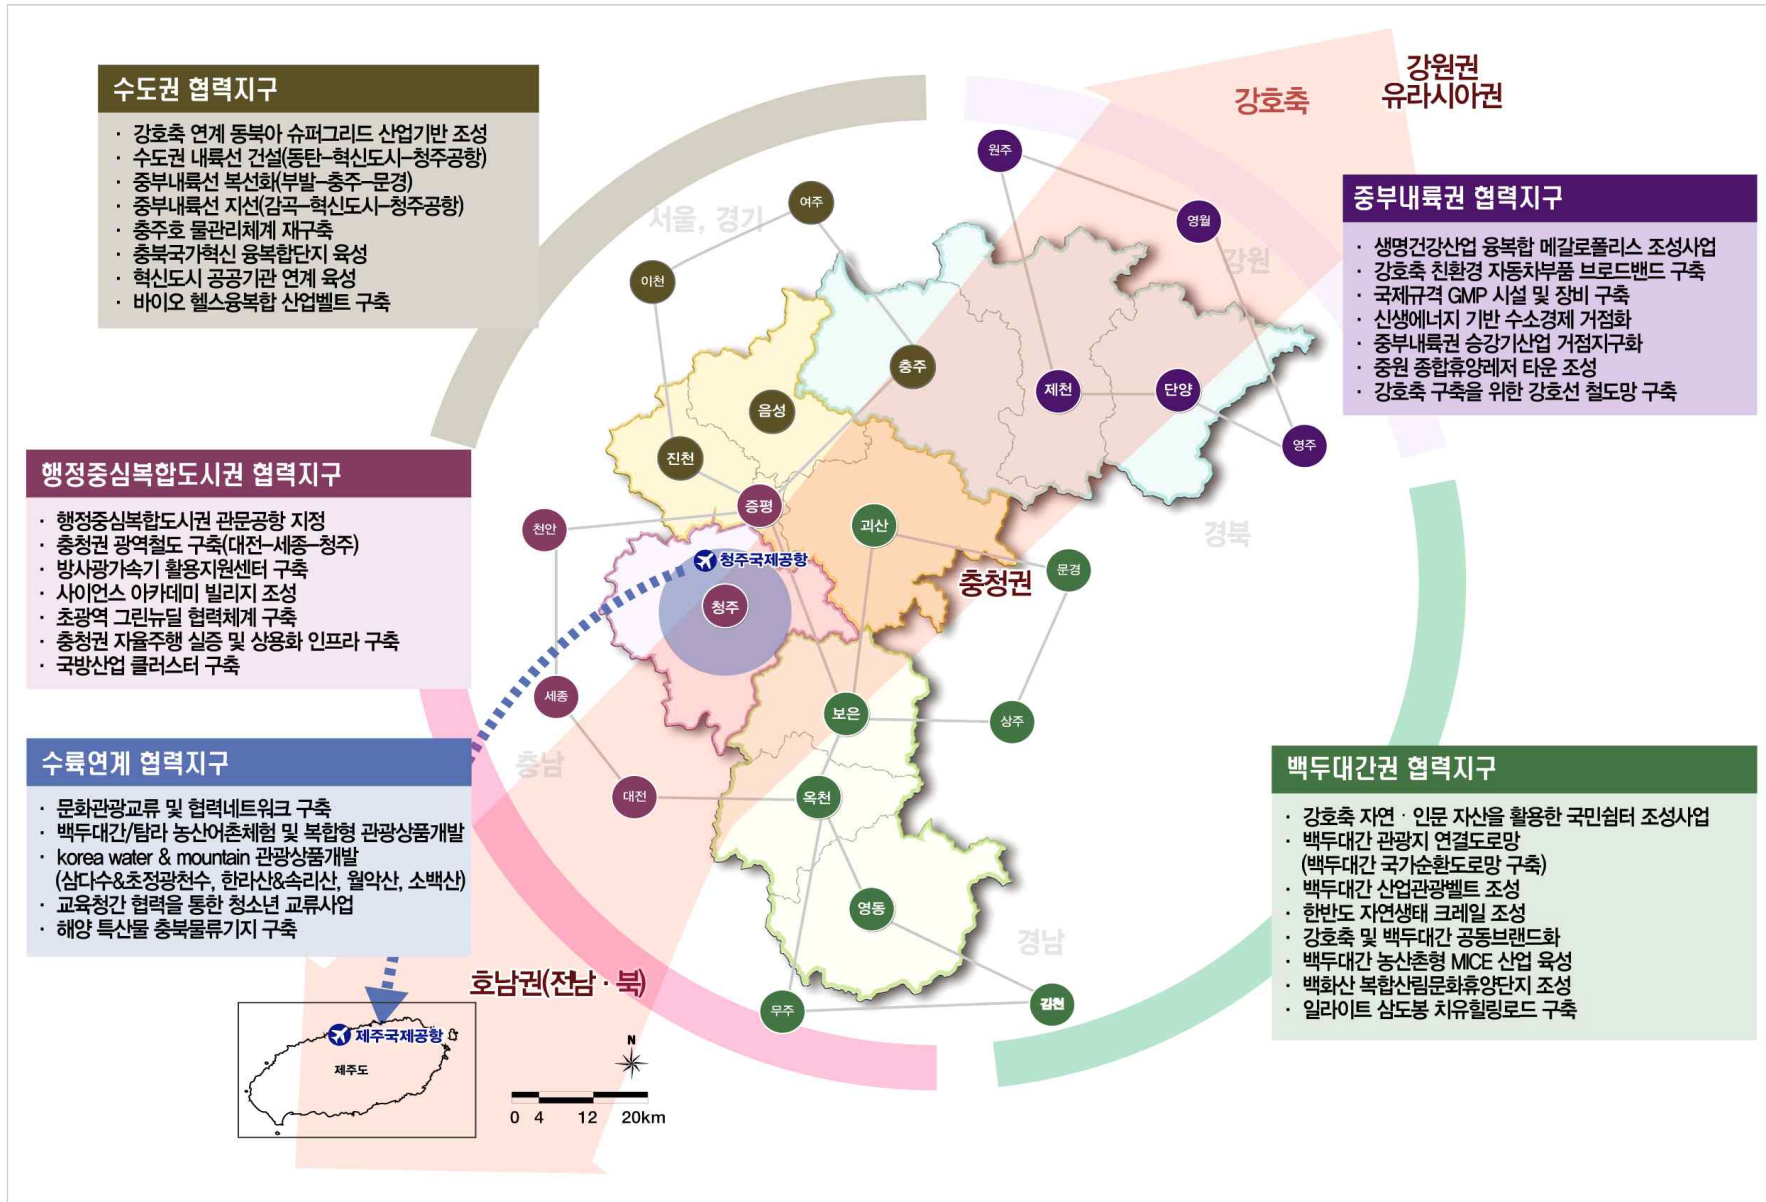 수도권 협력지구
· 강호축 연계 동북아 슈퍼그리드 산업기반 조성
· 수도권 내륙선 건설(동탄-혁신도시-청주공항)
· 중부내륙선 복선화(부발-충주-문경)
· 중부내륙선 지선(감곡-혁신도시-청주공항)
· 충주호 물관리체계 재구축
· 충북국가혁신 융복합단지 육성
· 혁신도시 공공기관 연계 육성
· 바이오 헬스융복합 산업벨트 구축
행정중심복합도시권 협력지구
· 행정중심복합도시권 관문공항 지정
· 충청권 광역철도 구축(대전-세종-청주)
· 방사광가속기 활용지원센터 구축
· 사이언스 아카데미 빌리지 조성
· 초광역 그린뉴딜 협력체계 구축
· 충청권 자율주행 실증 및 상용화 인프라 구축
· 국방산업 클러스터 구축
수륙연계 협력지구
· 문화관광교류 및 협력네트워크 구축
· 백두대간/탐라 농산어촌체험 및 복합형 관광상품개발
· korea water & mountain 관광상품개발
(삼다수&초정광천수, 한라산&속리산, 월악산, 소백산)
· 교육청간 협력을 통한 청소년 교류사업
· 해양 특산물 충북물류기지 구축
강원권
유라시아권
강호축
중부내륙권 협력지구
· 생명건강산업 융복합 메갈로폴리스 조성사업
· 강호축 친환경 자동차부품 브로드밴드 구축
· 국제규격 GMP 시설 및 장비 구축
· 신생에너지 기반 수소경제 거점화
· 중부내륙권 승강기산업 거점지구화
· 중원 종합휴양레저 타운 조성
· 강호축 구축을 위한 강호선 철도망 구축
백두대간권 협력지구
· 강호축 자연 · 인문 자산을 활용한 국민쉼터 조성사업
· 백두대간 관광지 연결도로망
(백두대간 국가순환도로망 구축)
· 백두대간 산업관광벨트 조성
· 한반도 자연생태 크레일 조성
· 강호축 및 백두대간 공동브랜드화
· 백두대간 농산촌형 MICE 산업 육성
· 백화산 복합산림문화휴양단지 조성
· 일라이트 삼도봉 치유힐링로드 구축
원주
여주
서울, 경기
영월
강원
이천
충주
제천
단양
음성
영주
진천
증평
괴산
천안
경북
청주국제공항
문경
충청권
청주
세종
보은
상주
충남
대전
옥천
영동
경남
호남권(전남 · 북)
무주
김천
제주국제공항
제주도
N
0 4 12 20km